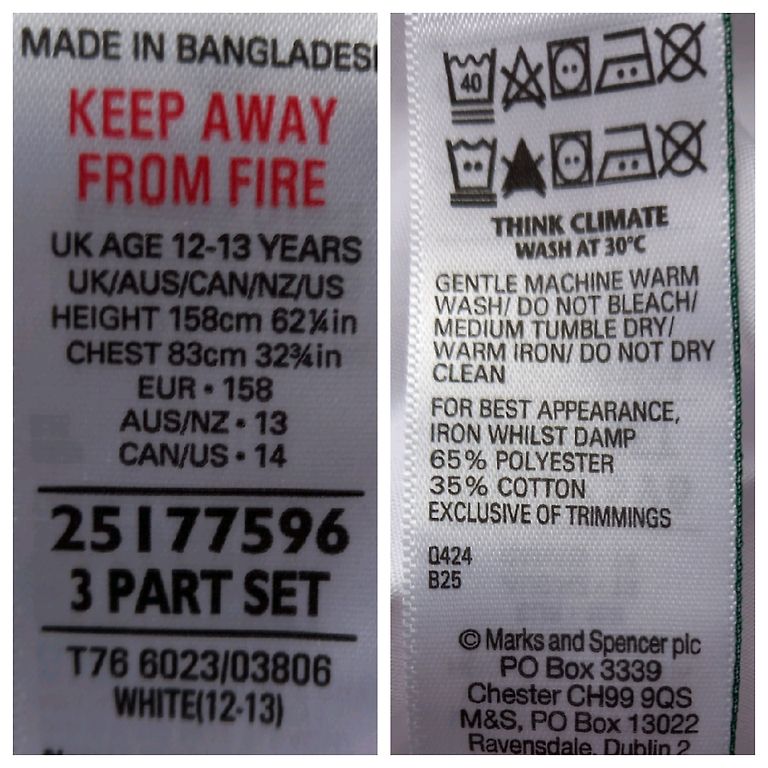 MADE IN BANGLADES
KEEP AWAY
FROM FIRE
UK AGE 12-13 YEARS
UK/AUS/CAN/NZ/US
HEIGHT 158cm 62¼in
CHEST 83cm 32¾in
EUR • 158
AUS/NZ • 13
CAN/US • 14
25177596
3 PART SET
T76 6023/03806
WHITE(12-13)
40
THINK CLIMATE
WASH AT 30°C
GENTLE MACHINE WARM
WASH/ DO NOT BLEACH/
MEDIUM TUMBLE DRY/
WARM IRON/ DO NOT DRY
CLEAN
FOR BEST APPEARANCE,
IRON WHILST DAMP
65% POLYESTER
35% COTTON
EXCLUSIVE OF TRIMMINGS
0424
B25
© Marks and Spencer plc
PO Box 3339
Chester CH99 9QS
M&S, PO Box 13022
Ravensdale, Dublin 2